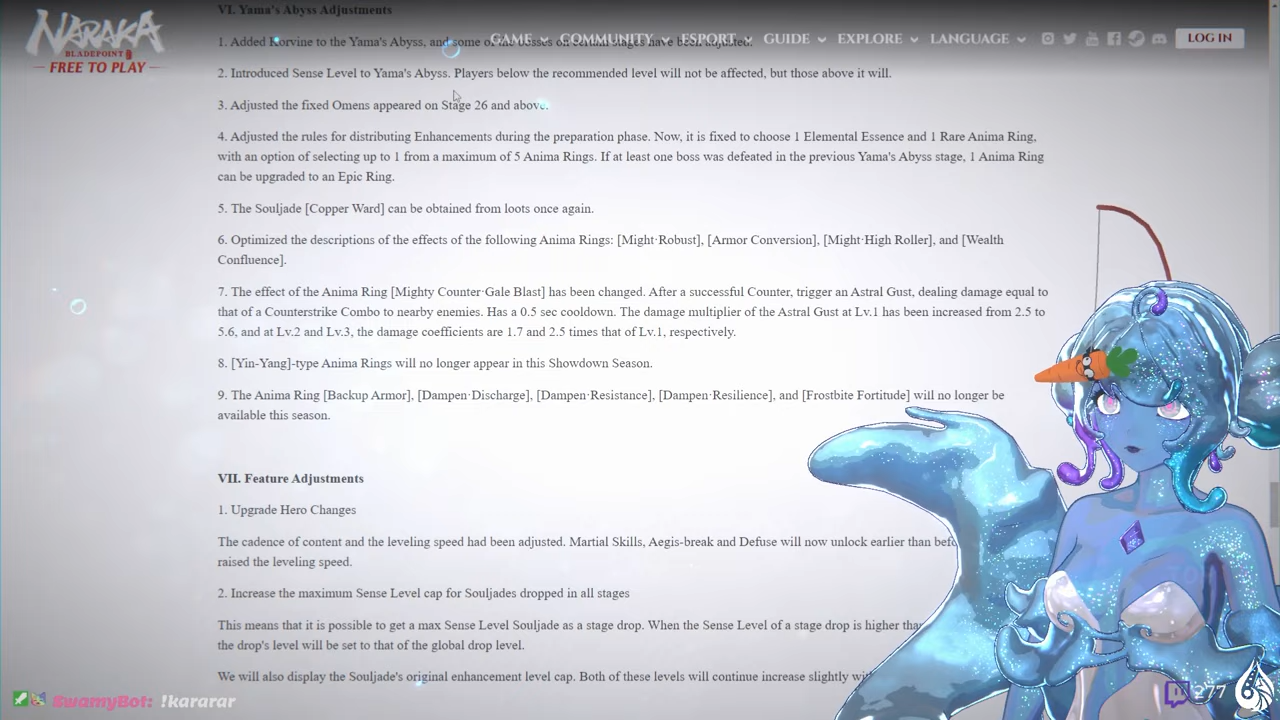 VI. Yama's Abyss Adjustments
NARAKA
BLADEPOINT
FREE TO PLAY
GAME COMMUNITY ESPORT GUIDE EXPLORE LANGUAGE LOG IN
1. Added Korvine to the Yama's Abyss, and some of the bosses on certain stages have been adjusted.
2. Introduced Sense Level to Yama's Abyss. Players below the recommended level will not be affected, but those above it will.
3. Adjusted the fixed Omens appeared on Stage 26 and above.
4. Adjusted the rules for distributing Enhancements during the preparation phase. Now, it is fixed to choose 1 Elemental Essence and 1 Rare Anima Ring,
with an option of selecting up to 1 from a maximum of 5 Anima Rings. If at least one boss was defeated in the previous Yama's Abyss stage, 1 Anima Ring
can be upgraded to an Epic Ring.
5. The Souljade [Copper Ward] can be obtained from loots once again.
6. Optimized the descriptions of the effects of the following Anima Rings: [Might·Robust], [Armor Conversion], [Might·High Roller], and [Wealth
Confluence].
7. The effect of the Anima Ring [Mighty Counter·Gale Blast] has been changed. After a successful Counter, trigger an Astral Gust, dealing damage equal to
that of a Counterstrike Combo to nearby enemies. Has a 0.5 sec cooldown. The damage multiplier of the Astral Gust at Lv.1 has been increased from 2.5 to
5.6, and at Lv.2 and Lv.3, the damage coefficients are 1.7 and 2.5 times that of Lv.1, respectively.
8. [Yin-Yang]-type Anima Rings will no longer appear in this Showdown Season.
9. The Anima Ring [Backup Armor], [Dampen·Discharge], [Dampen·Resistance], [Dampen·Resilience], and [Frostbite Fortitude] will no longer be
available this season.
VII. Feature Adjustments
1. Upgrade Hero Changes
The cadence of content and the leveling speed had been adjusted. Martial Skills, Aegis-break and Defuse will now unlock earlier than
raised the leveling speed.
2. Increase the maximum Sense Level cap for Souljades dropped in all stages
This means that it is possible to get a max Sense Level Souljade as a stage drop. When the Sense Level of a stage drop is higher
the drop's level will be set to that of the global drop level.
We will also display the Souljade's original enhancement level cap. Both of these levels will continue increase slightly
SwamyBot: !kararar
277